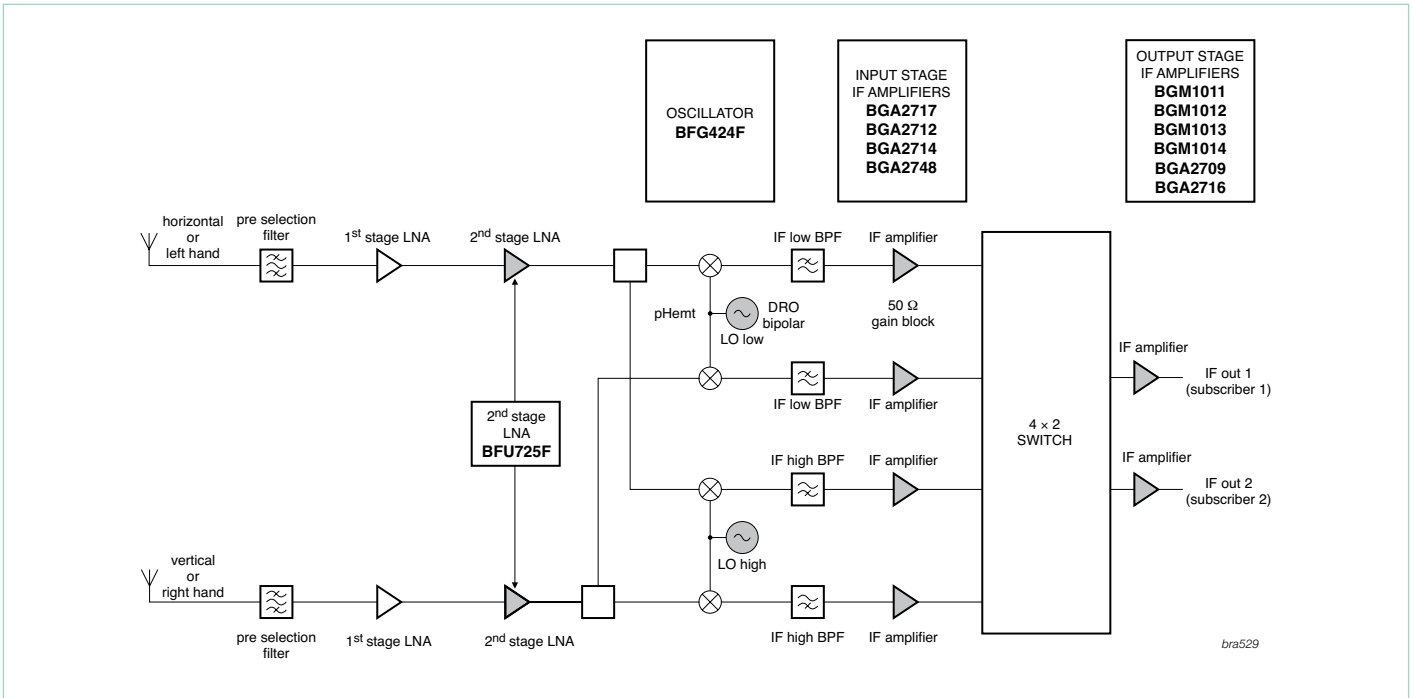 OSCILLATOR
BFG424F
INPUT STAGE
IF AMPLIFIERS
BGA2717
BGA2712
BGA2714
BGA2748
OUTPUT STAGE
IF AMPLIFIERS
BGM1011
BGM1012
BGM1013
BGM1014
BGA2709
BGA2716
horizontal
or
left hand
pre selection
filter
1st stage LNA
2nd stage LNA
IF low BPF
IF amplifier
pHemt
DRO
bipolar
LO low
50 Ω
gain block
IF low BPF
IF amplifier
2nd stage
LNA
BFU725F
4 × 2
SWITCH
IF amplifier
IF out 1
(subscriber 1)
IF high BPF
IF amplifier
IF amplifier
IF out 2
(subscriber 2)
LO high
vertical
or
right hand
pre selection
filter
1st stage LNA
2nd stage LNA
IF high BPF
IF amplifier
bra529